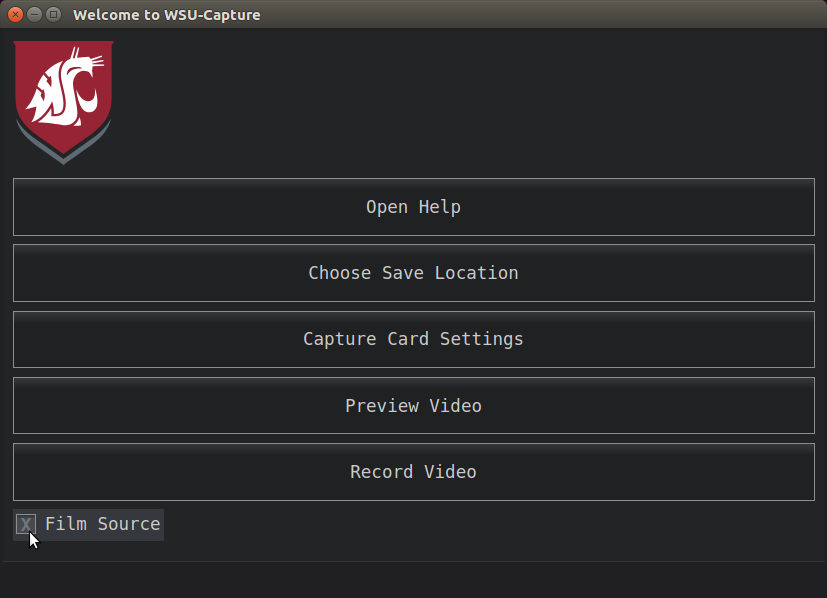 Welcome to WSU-Capture
Open Help
Choose Save Location
Capture Card Settings
Preview Video
Record Video
X Film Source